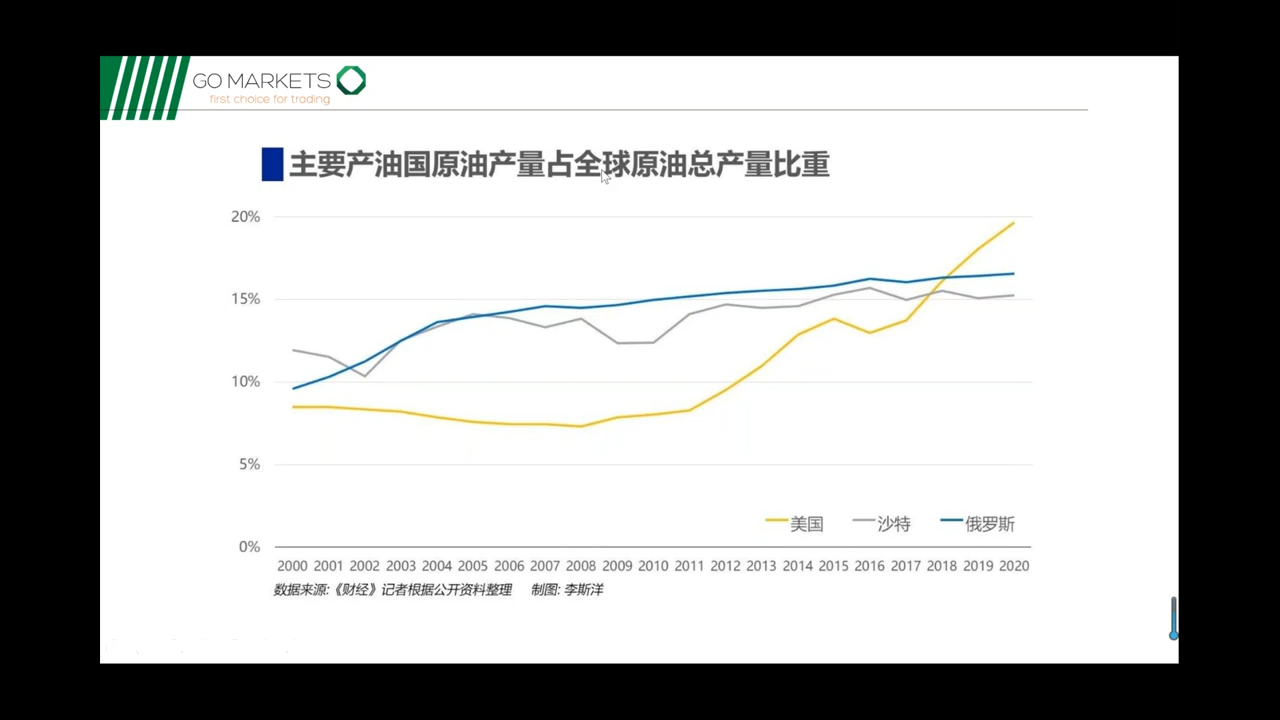 GO MARKETS
first choice for trading
主要产油国原油产量占全球原油总产量比重
20%
15%
10%
5%
0%
美国 沙特 俄罗斯
2000 2001 2002 2003 2004 2005 2006 2007 2008 2009 2010 2011 2012 2013 2014 2015 2016 2017 2018 2019 2020
数据来源:《财经》记者根据公开资料整理 制图: 李斯洋